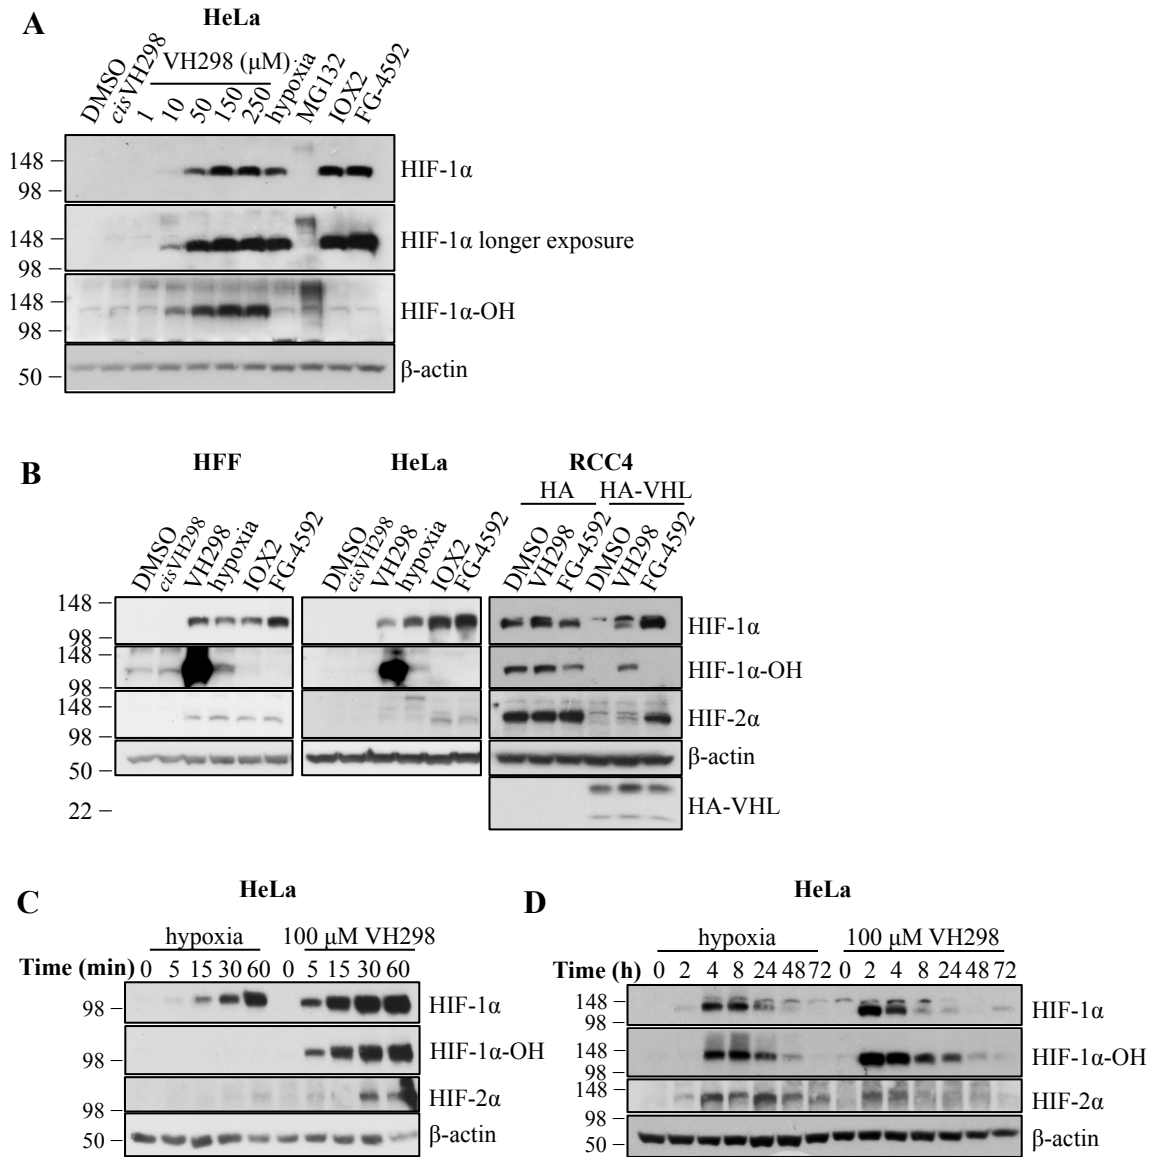 A
HeLa
VH298 (μM)
DMSO
cisVH298
1
10
50
150
250
hypoxia
MG132
IOX2
FG-4592
148
98
HIF-1α
148
98
HIF-1α longer exposure
148
98
HIF-1α-OH
50
β-actin
B
HFF
HeLa
RCC4
HA HA-VHL
DMSO
cisVH298
VH298
hypoxia
IOX2
FG-4592
DMSO
cisVH298
VH298
hypoxia
IOX2
FG-4592
DMSO
VH298
FG-4592
DMSO
VH298
FG-4592
148
98
HIF-1α
148
98
HIF-1α-OH
148
98
HIF-2α
50
β-actin
22
HA-VHL
C
HeLa
hypoxia 100 μM VH298
Time (min) 0 5 15 30 60 0 5 15 30 60
98
HIF-1α
98
HIF-1α-OH
98
HIF-2α
50
β-actin
D
HeLa
hypoxia 100 μM VH298
Time (h) 0 2 4 8 24 48 72 0 2 4 8 24 48 72
148
98
HIF-1α
148
98
HIF-1α-OH
148
98
HIF-2α
50
β-actin